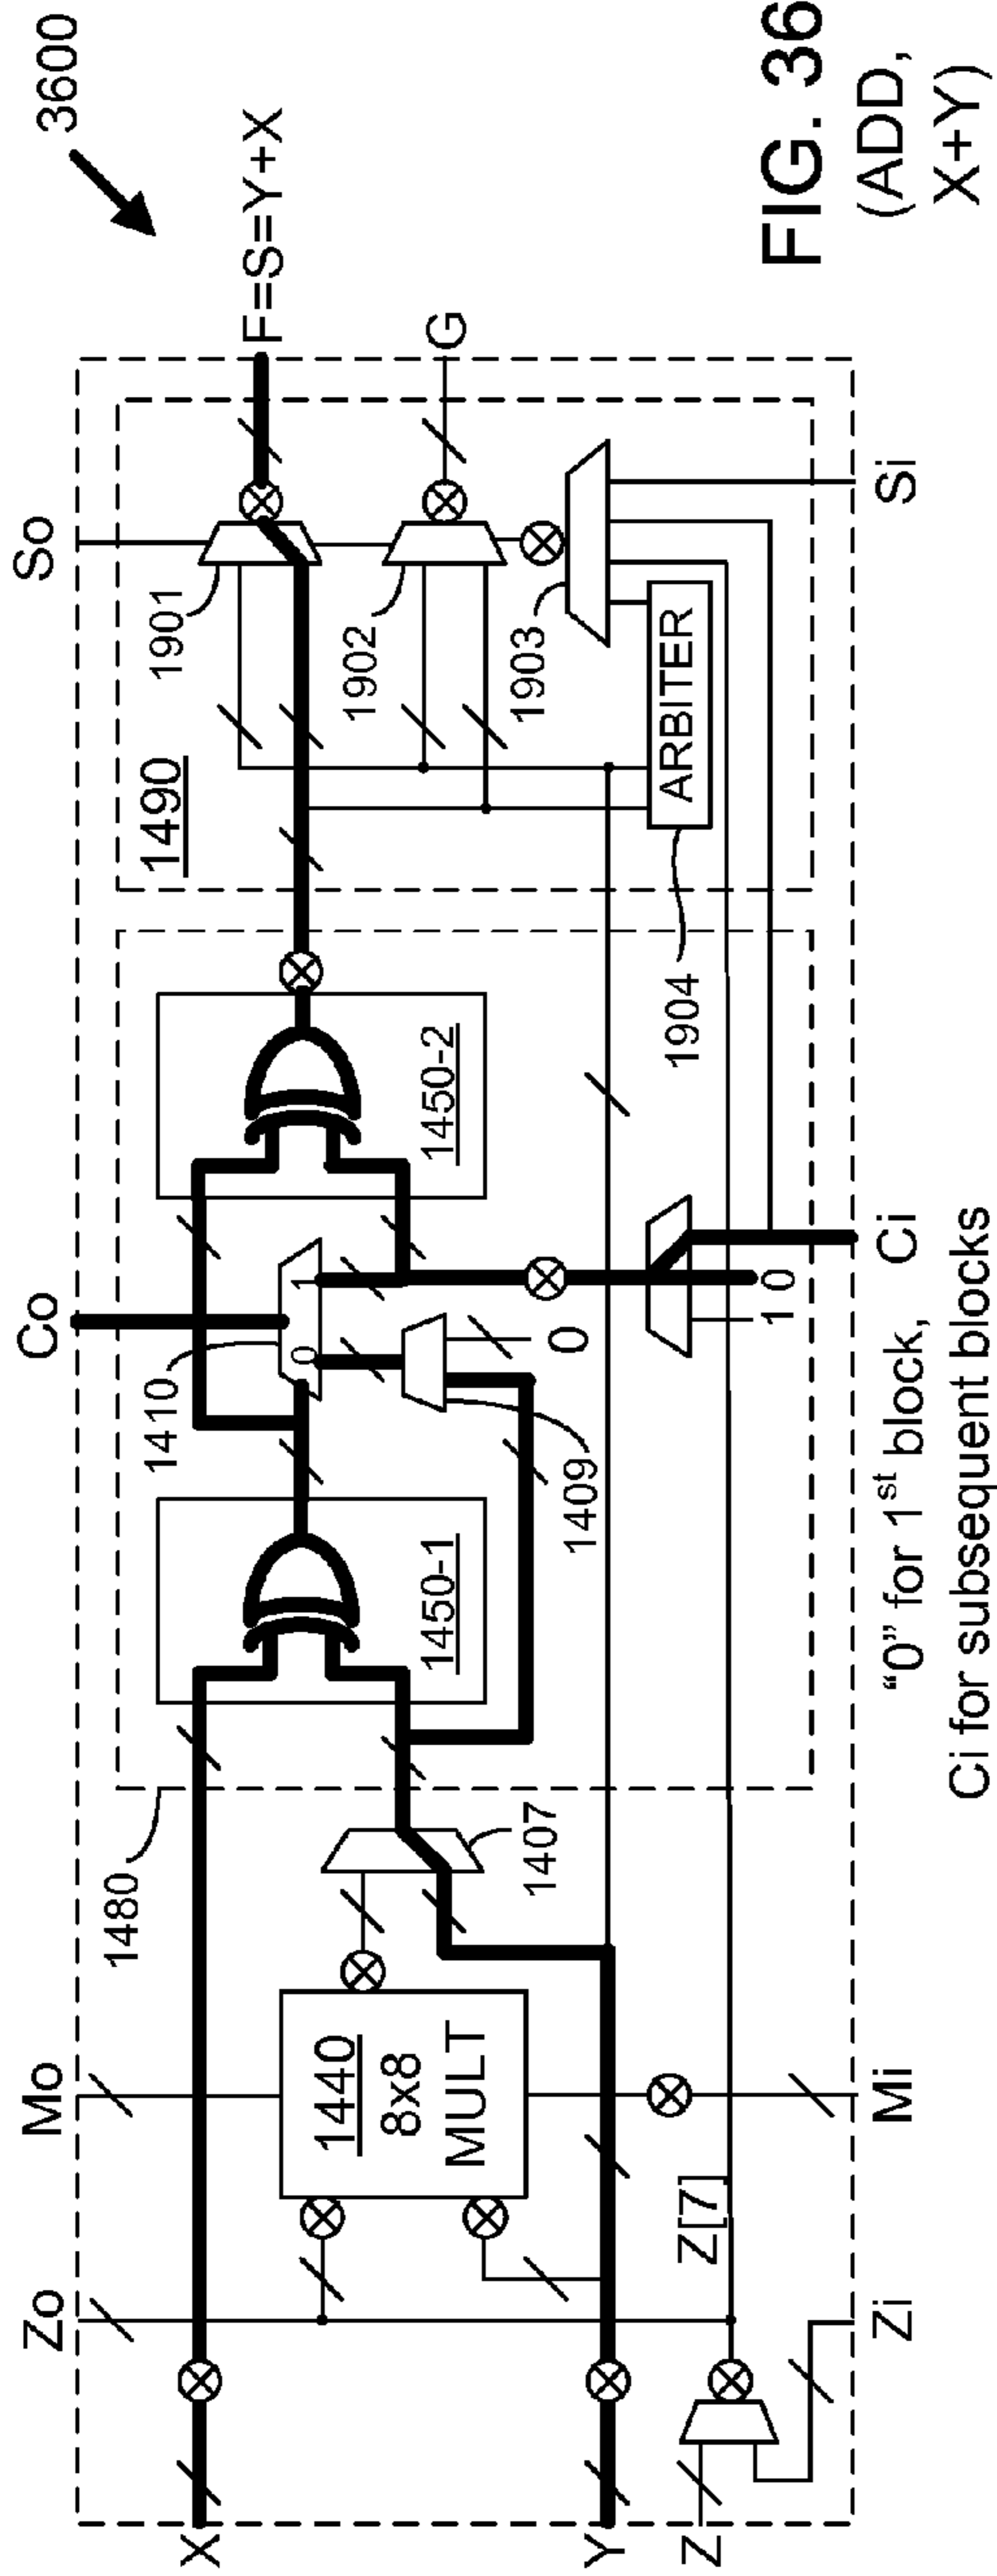 3600
So
Co
Mo
Zo
F=S=Y+X
G
1901
1902
1903
1490
ARBITER
1904
1450-2
1410
0
1
1409
0
1450-1
1480
1407
1440
8x8
MULT
X
Y
Z
Z[7]
Zi
Mi
1 0
Ci
Si
"0" for 1st block,
Ci for subsequent blocks
FIG. 36
(ADD,
X+Y)